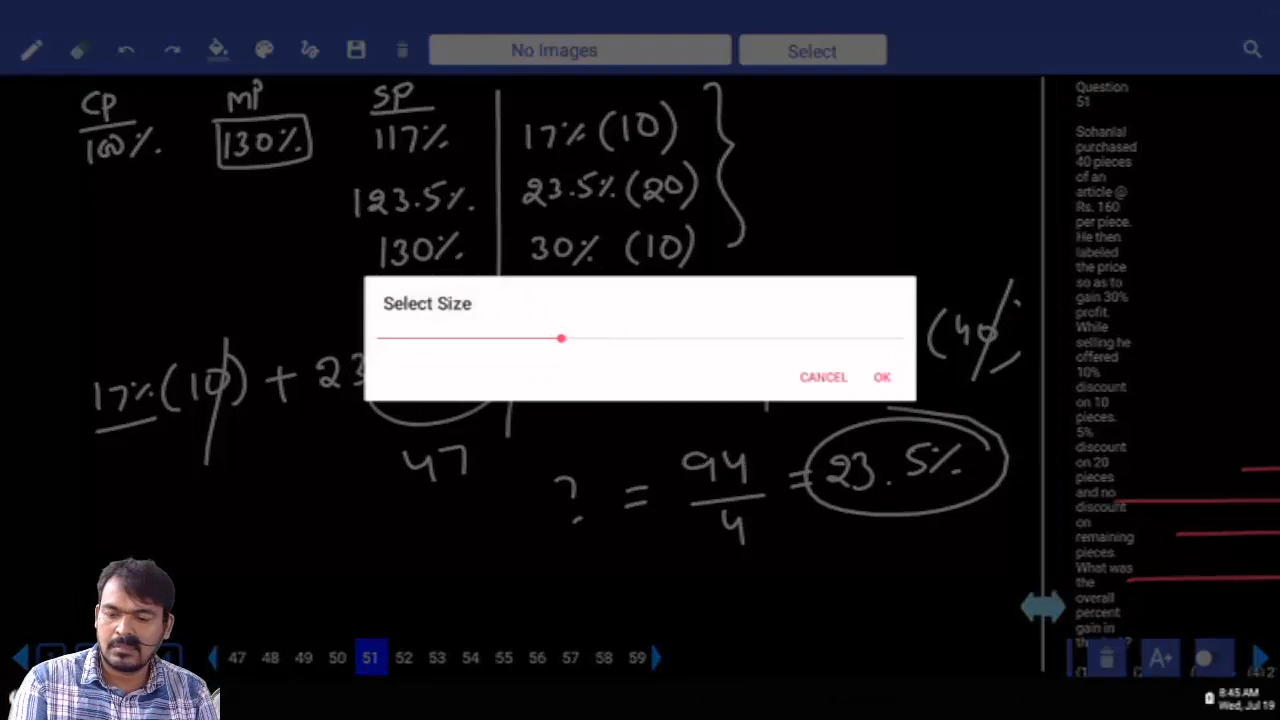 No Images
Select
CP
MP
SP
100%.
130%.
117%
17% (10)
123.5%.
23.5% (20)
130%.
30% (10)
Select Size
CANCEL
OK
17% (10) + 23
(40)
47
? = 94/4 = 23.5%
Question
51
Sohanlal
purchased
40 pieces
of an
article @
Rs. 160
per piece.
He then
labeled
the price
so as to
gain 30%
profit.
While
selling he
offered
10%
discount
on 10
pieces.
5%
discount
on 20
pieces
and no
discount
on
remaining
pieces.
What was
the
overall
percent
gain in
47 48 49 50 51 52 53 54 55 56 57 58 59
A+
8:45 AM
Wed, Jul 19